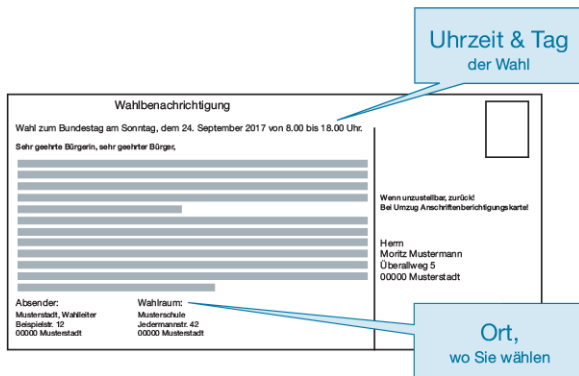 Uhrzeit & Tag
der Wahl
Wahlbenachrichtigung
Wahl zum Bundestag am Sonntag, dem 24. September 2017 von 8.00 bis 18.00 Uhr.
Sehr geehrte Bürgerin, sehr geehrter Bürger,
Wenn unzustellbar, zurück!
Bei Umzug Anschriftenberichtigungskarte!
Herrn
Moritz Mustermann
Überallweg 5
00000 Musterstadt
Absender:
Musterstadt, Wahlleiter
Beispielstr. 12
00000 Musterstadt
Wahlraum:
Musterschule
Jedermannstr. 42
00000 Musterstadt
Ort,
wo Sie wählen